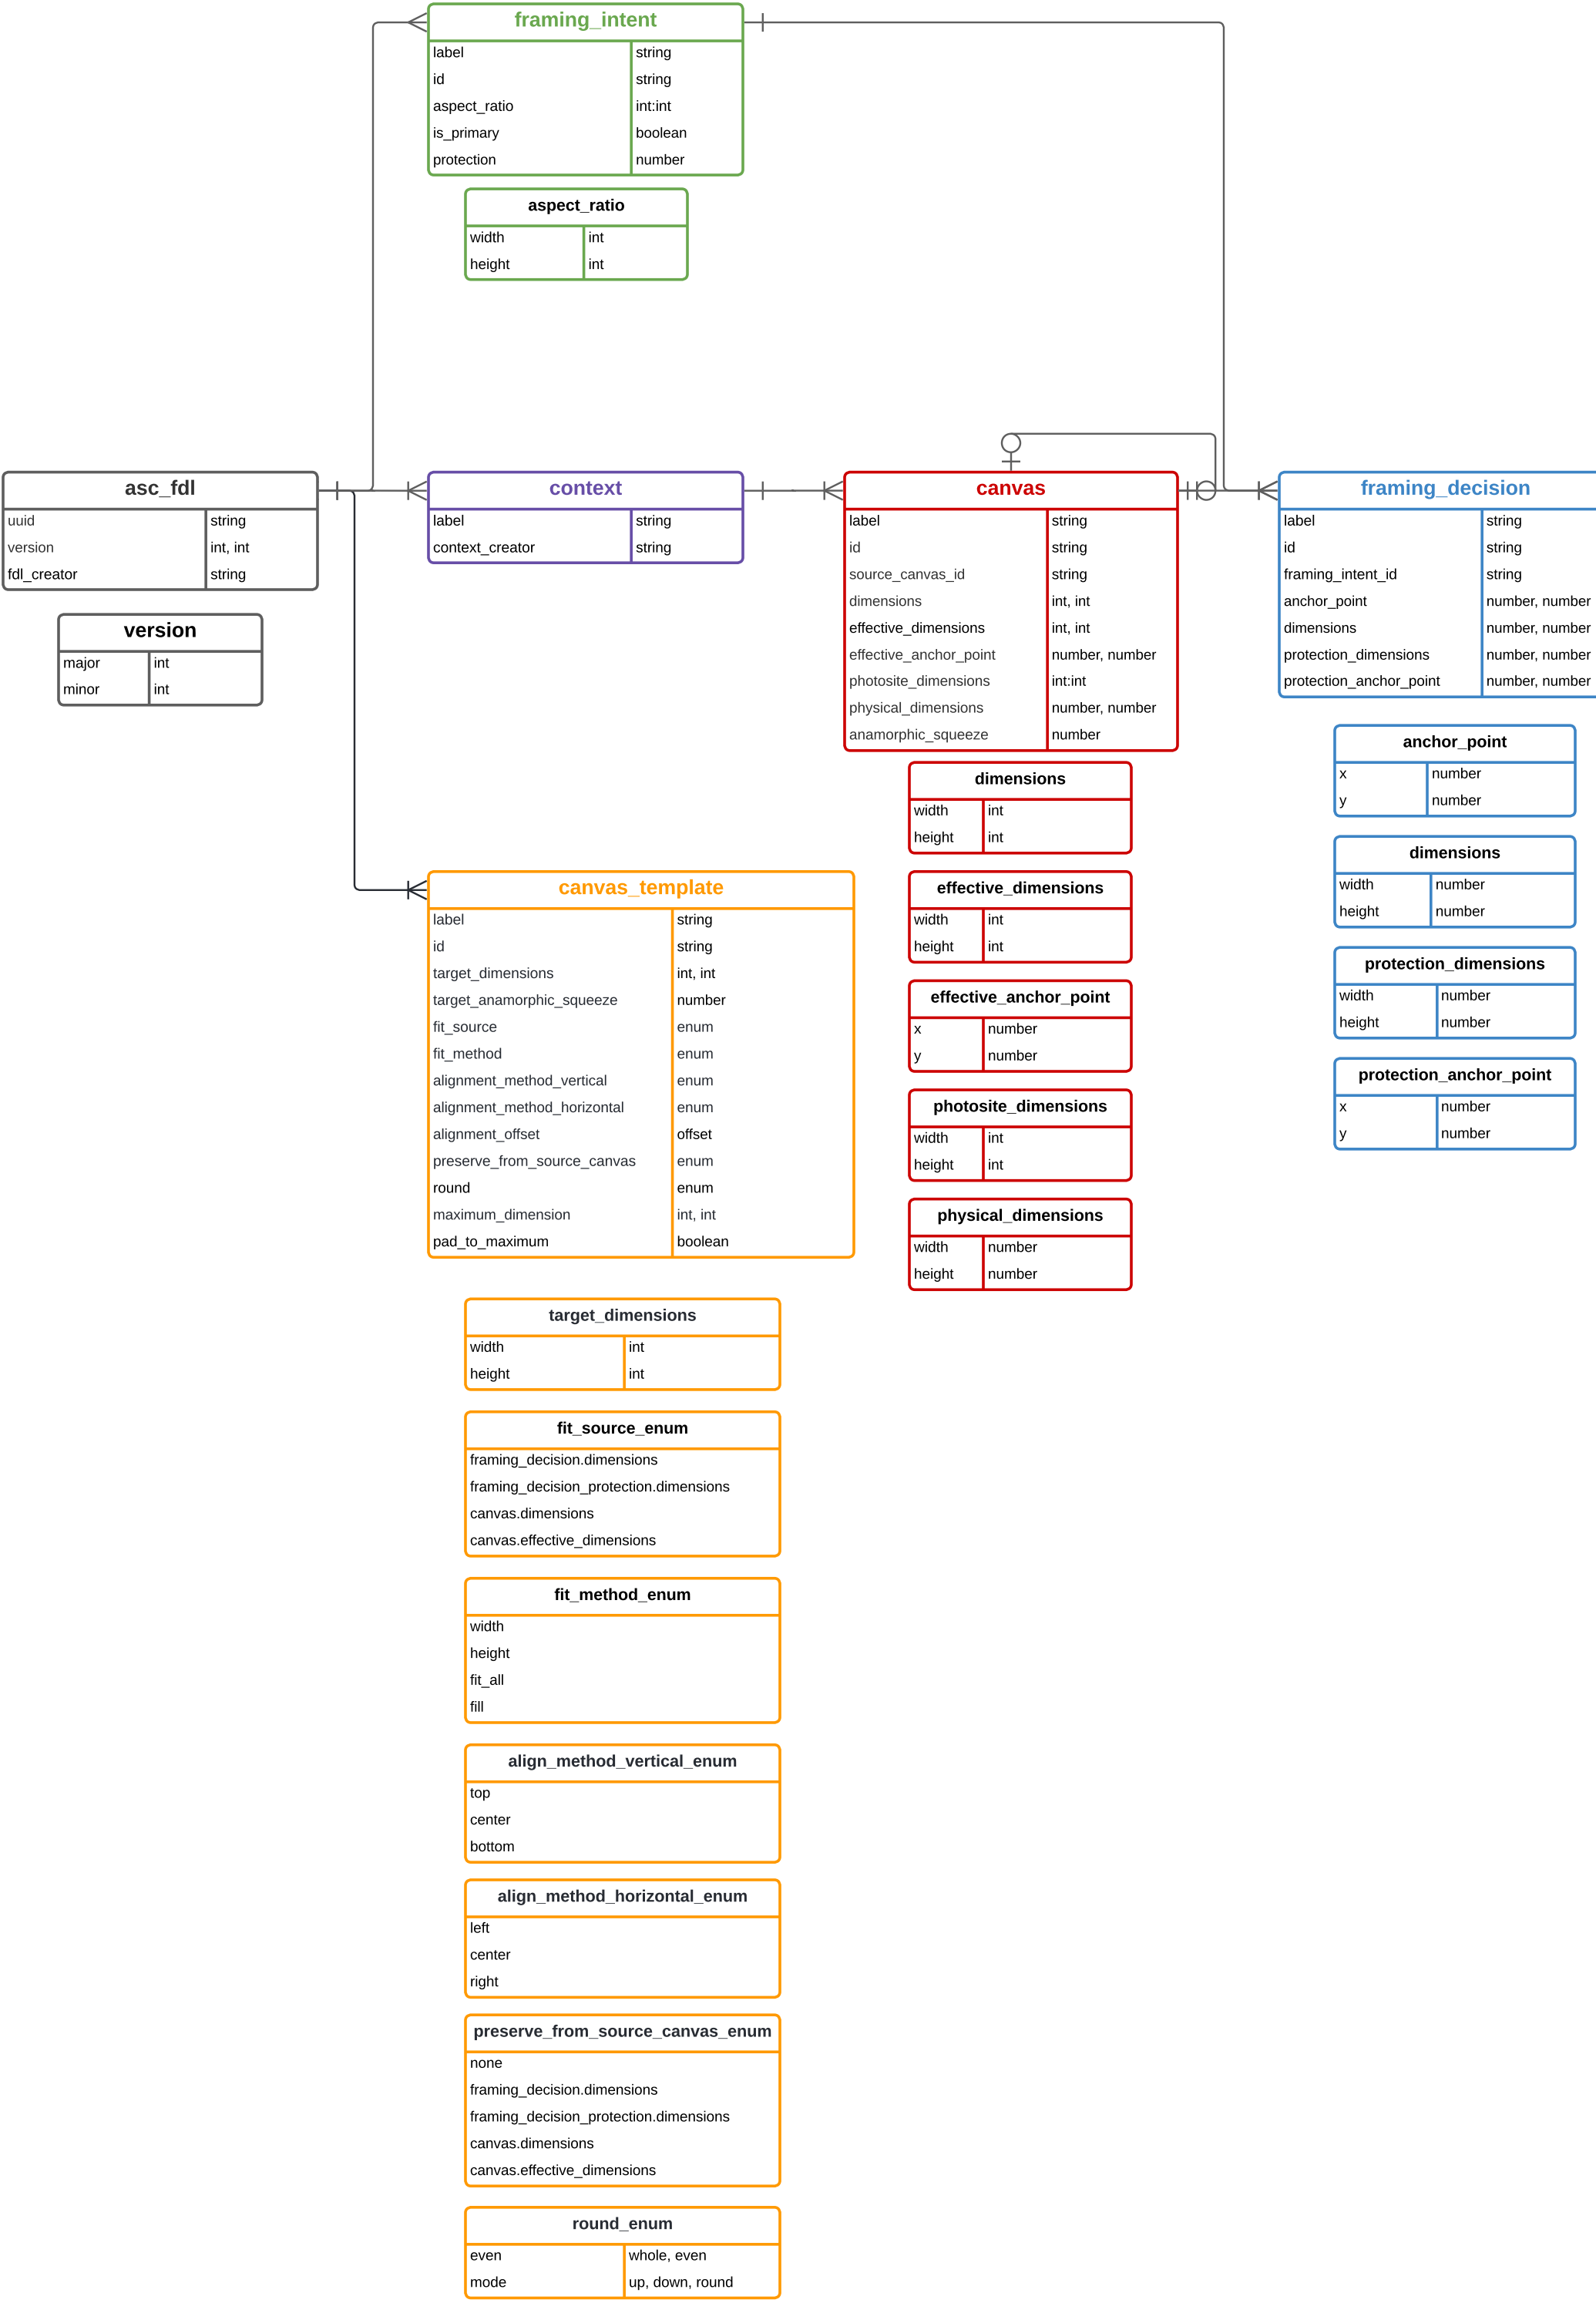 framing_intent
label string
id string
aspect_ratio int:int
is_primary boolean
protection number
aspect_ratio
width int
height int
asc_fdl
uuid string
version int, int
fdl_creator string
version
major int
minor int
context
label string
context_creator string
canvas
label string
id string
source_canvas_id string
dimensions int, int
effective_dimensions int, int
effective_anchor_point number, number
photosite_dimensions int:int
physical_dimensions number, number
anamorphic_squeeze number
dimensions
width int
height int
effective_dimensions
width int
height int
effective_anchor_point
x number
y number
photosite_dimensions
width int
height int
physical_dimensions
width number
height number
framing_decision
label string
id string
framing_intent_id string
anchor_point number, number
dimensions number, number
protection_dimensions number, number
protection_anchor_point number, number
anchor_point
x number
y number
dimensions
width number
height number
protection_dimensions
width number
height number
protection_anchor_point
x number
y number
canvas_template
label string
id string
target_dimensions int, int
target_anamorphic_squeeze number
fit_source enum
fit_method enum
alignment_method_vertical enum
alignment_method_horizontal enum
alignment_offset offset
preserve_from_source_canvas enum
round enum
maximum_dimension int, int
pad_to_maximum boolean
target_dimensions
width int
height int
fit_source_enum
framing_decision.dimensions
framing_decision_protection.dimensions
canvas.dimensions
canvas.effective_dimensions
fit_method_enum
width
height
fit_all
fill
align_method_vertical_enum
top
center
bottom
align_method_horizontal_enum
left
center
right
preserve_from_source_canvas_enum
none
framing_decision.dimensions
framing_decision_protection.dimensions
canvas.dimensions
canvas.effective_dimensions
round_enum
even whole, even
mode up, down, round